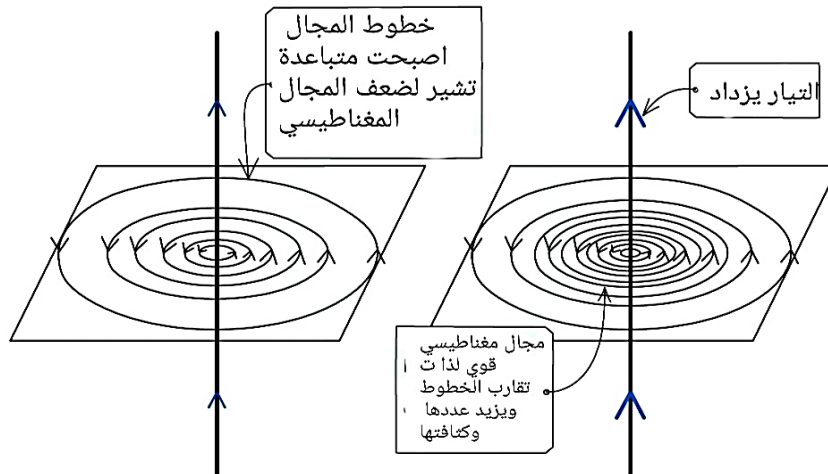 خطوط المجال
اصبحت متباعدة
تشير لضعف المجال
المغناطيسي
التيار يزداد
مجال مغناطيسي
قوي لذا ت
تقارب الخطوط
ويزيد عددها
وكثافتها